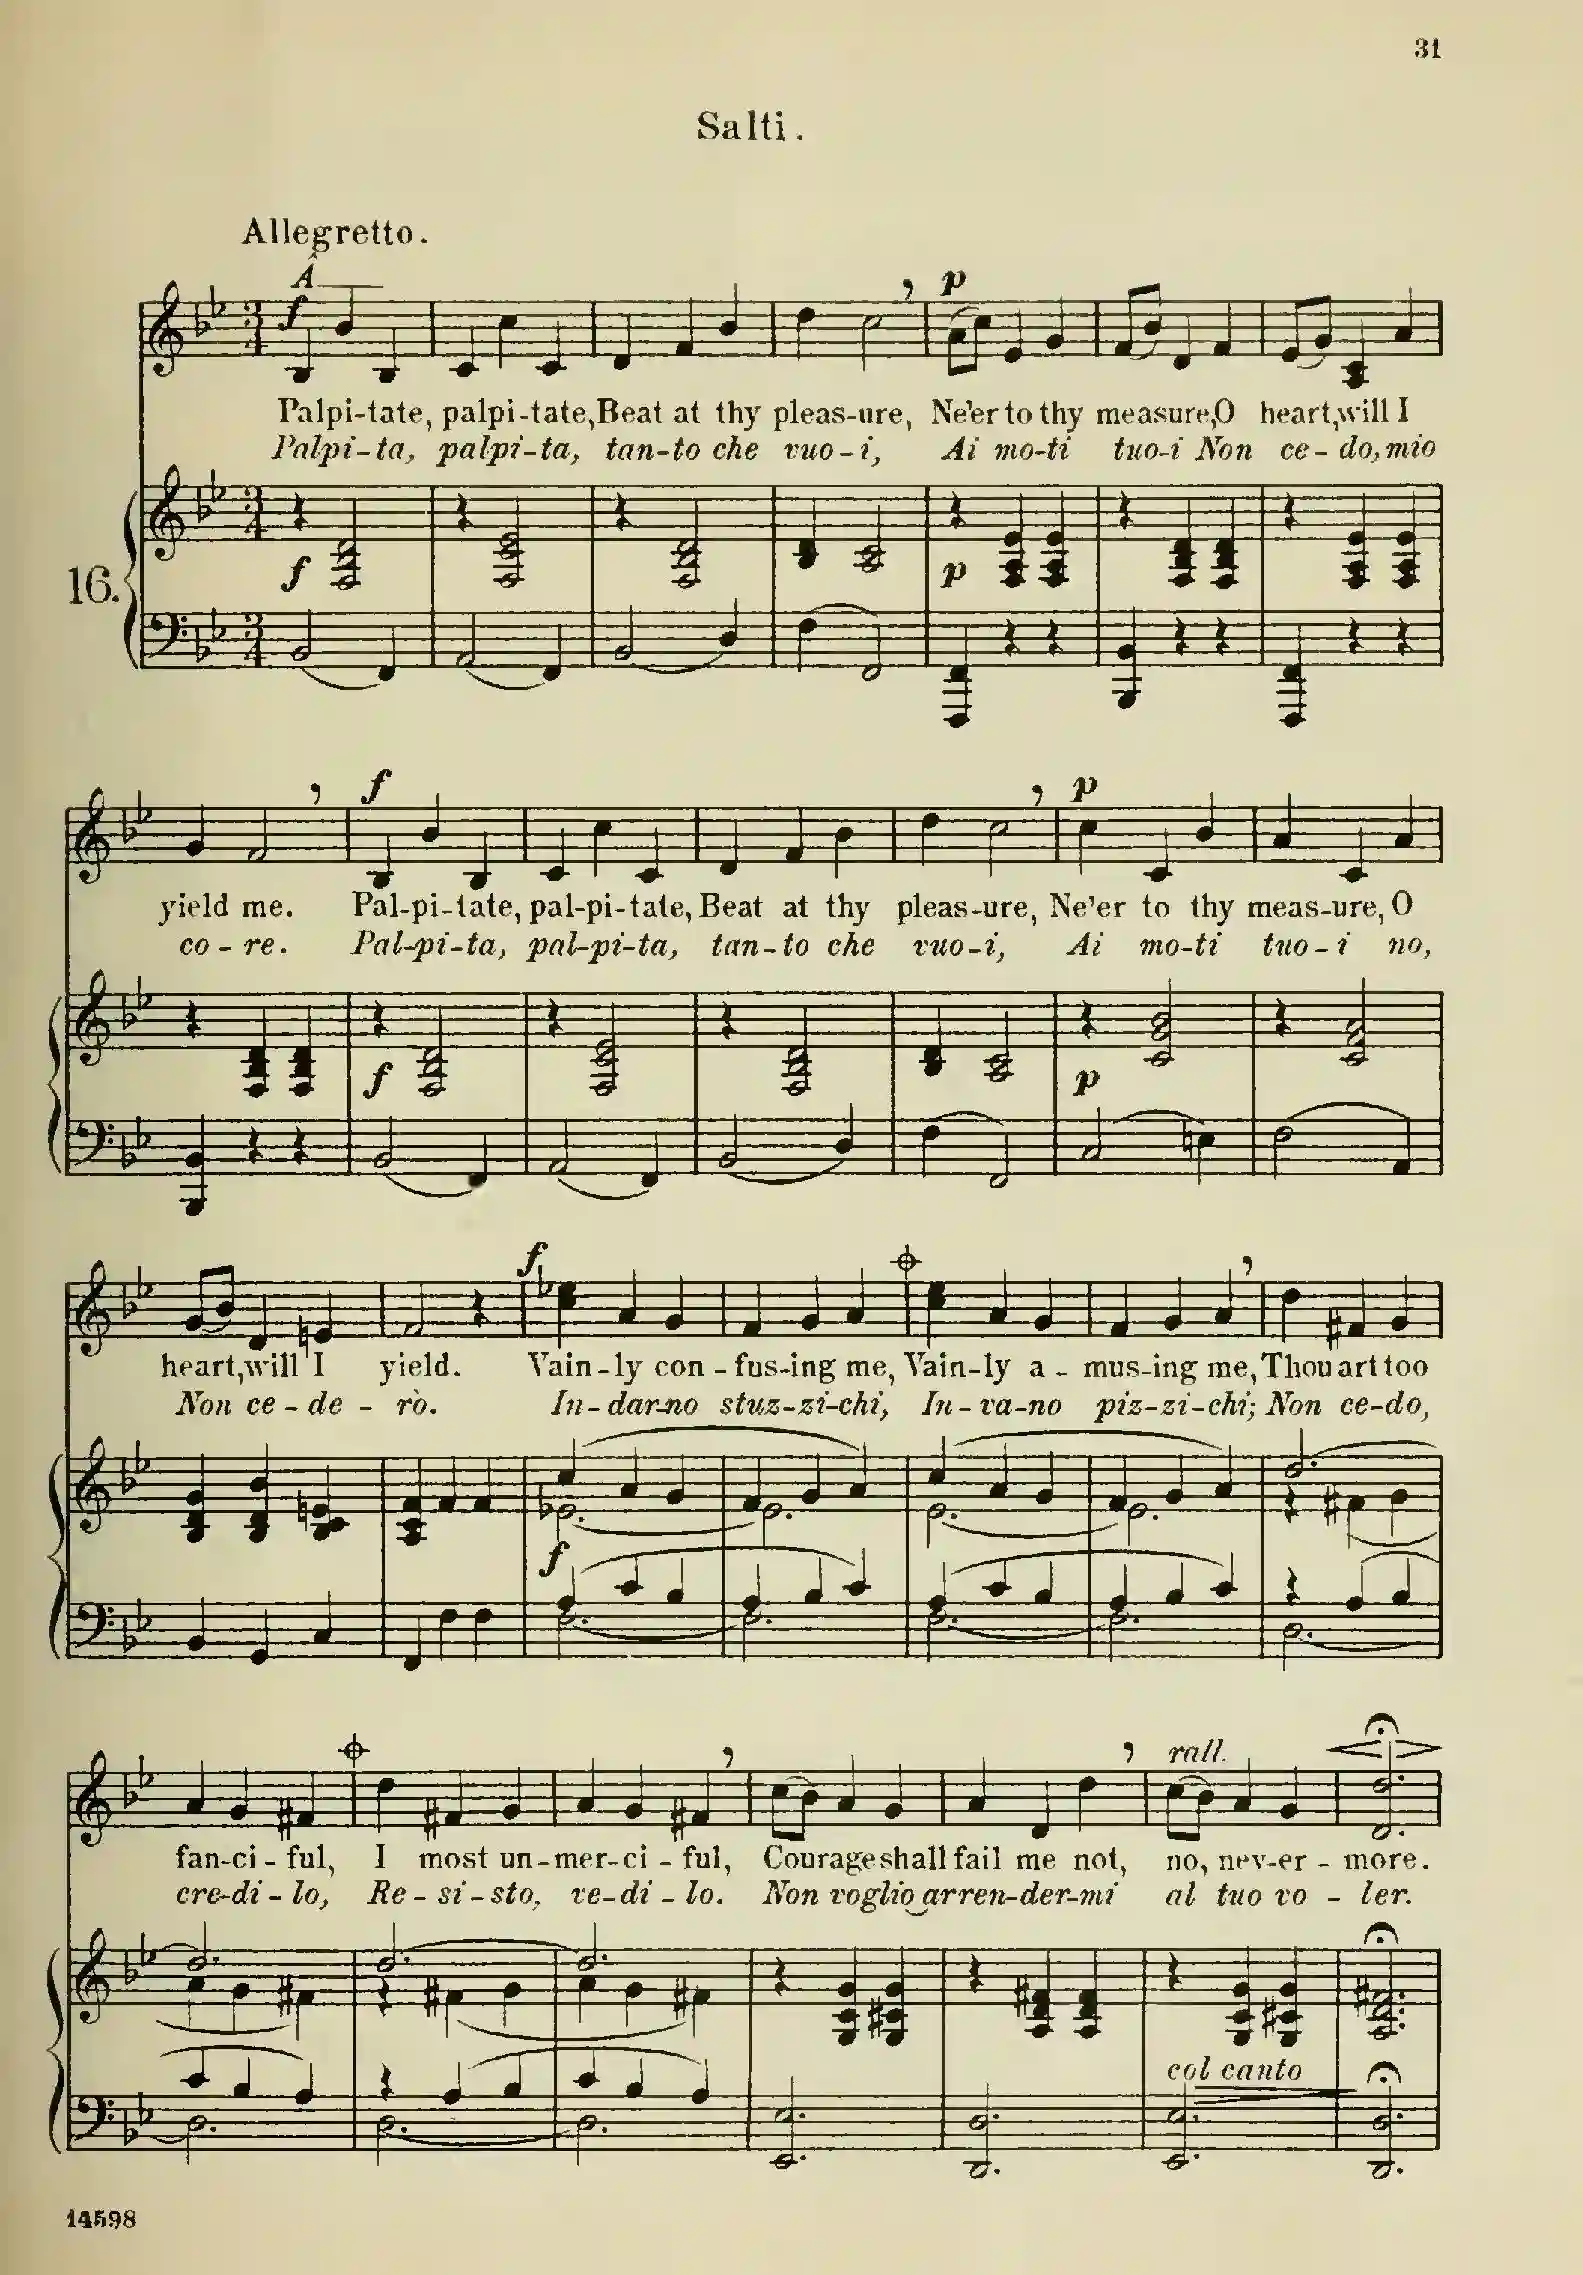 31
Salti.
Allegretto.
A
f
p
Palpi-tate, palpi-tate, Beat at thy pleas-ure, Ne'er to thy measure, O heart, will I
Palpi-ta, palpi-ta, tan-to che vuo-i, Ai mo-ti tuo-i Non ce-do, mio
3 4
16.
f
p
f
p
yield me. Pal-pi-tate, pal-pi-tate, Beat at thy pleas-ure, Ne'er to thy meas-ure, O
co-re. Pal-pi-ta, pal-pi-ta, tan-to che vuo-i, Ai mo-ti tuo-i no,
f
p
f
heart, will I yield. Vain-ly con-fus-ing me, Vain-ly a-mus-ing me, Thou art too
Non ce-de-rò. In-dar-no stuz-zi-chi, In-va-no piz-zi-chi; Non ce-do,
f
rall.
fan-ci-ful, I most un-mer-ci-ful, Courage shall fail me not, no, nev-er-more.
cre-di-lo, Re-si-sto, ve-di-lo. Non voglio arren-der-mi al tuo vo-ler.
col canto
14598